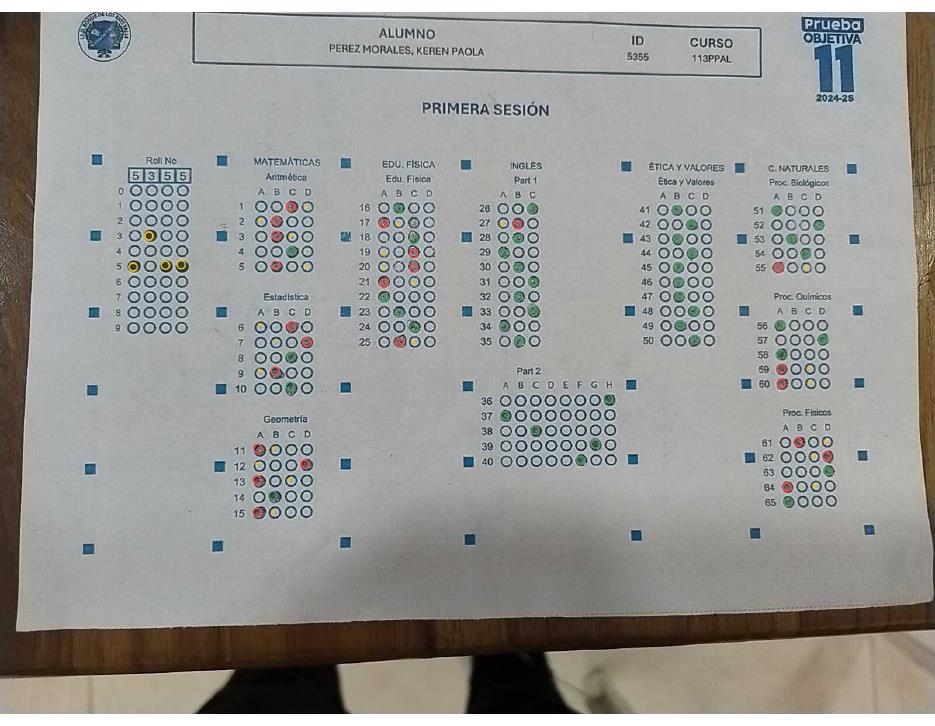 ALUMNO
PEREZ MORALES, KEREN PAOLA
ID
5355
CURSO
113PPAL
Prueba
OBJETIVA
11
2024-25
PRIMERA SESIÓN
Roll No
5 3 5 5
0
1
2
3
4
5
6
7
8
9
MATEMÁTICAS
Aritmética
A B C D
1
2
3
4
5
Estadística
A B C D
6
7
8
9
10
Geometría
A B C D
11
12
13
14
15
EDU. FÍSICA
Edu. Física
A B C D
16
17
18
19
20
21
22
23
24
25
INGLÉS
Part 1
A B C
26
27
28
29
30
31
32
33
34
35
Part 2
A B C D E F G H
36
37
38
39
40
ÉTICA Y VALORES
Ética y Valores
A B C D
41
42
43
44
45
46
47
48
49
50
C. NATURALES
Proc. Biológicos
A B C D
51
52
53
54
55
Proc. Químicos
A B C D
56
57
58
59
60
Proc. Físicos
A B C D
61
62
63
64
65